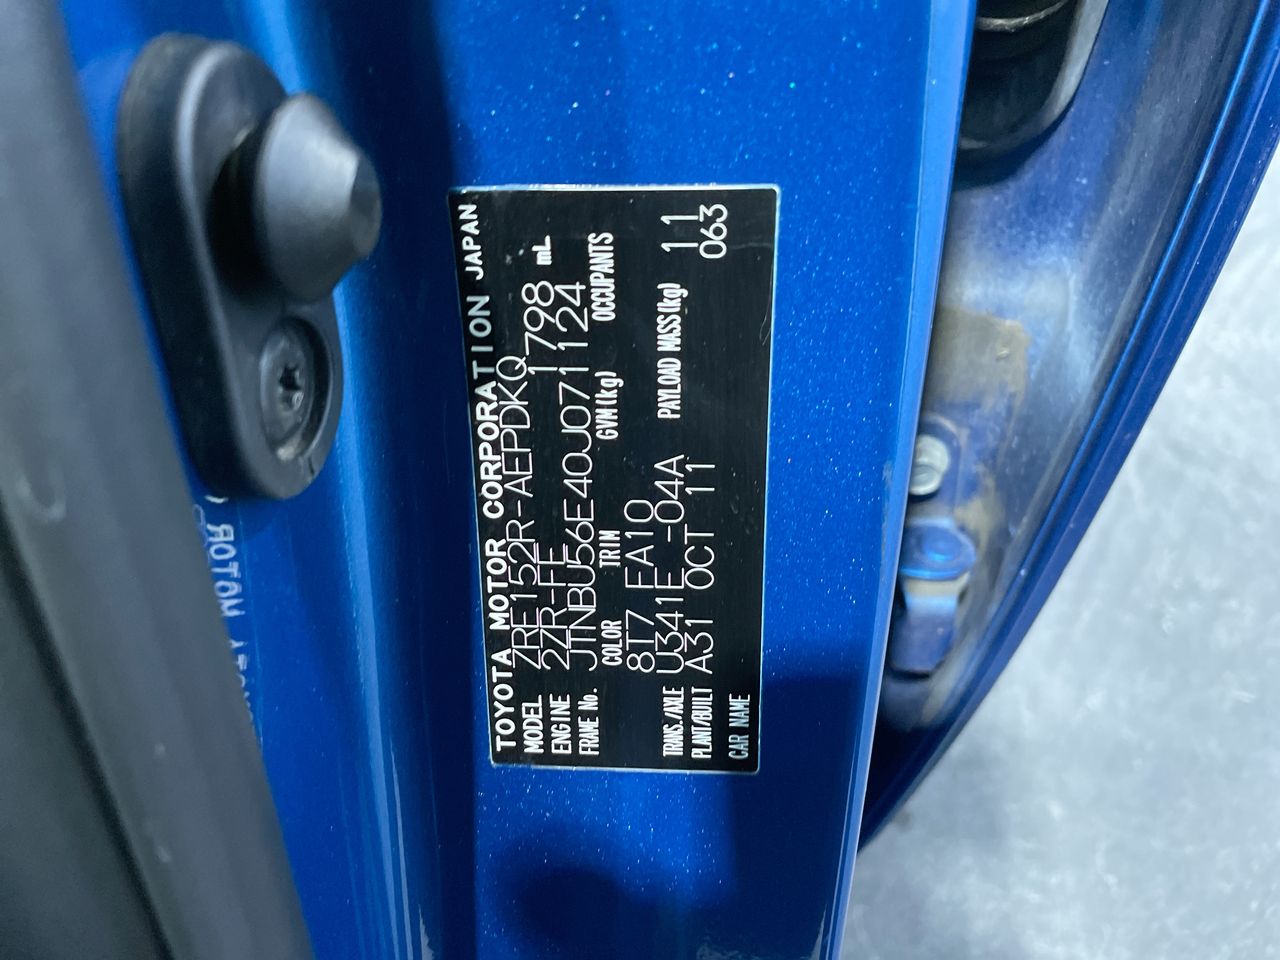 TOYOTA MOTOR CORPORATION JAPAN
MODEL ZRE152R-AEPDKQ
ENGINE 2ZR-FE 1798 mL
FRAME No. JTNBU56E40J071124
COLOR TRIM GVM(kg) OCCUPANTS
8T7 EA10
TRANS./AXLE U341E -04A PAYLOAD MASS(kg) 11
PLANT/BUILT A31 OCT 11 063
CAR NAME